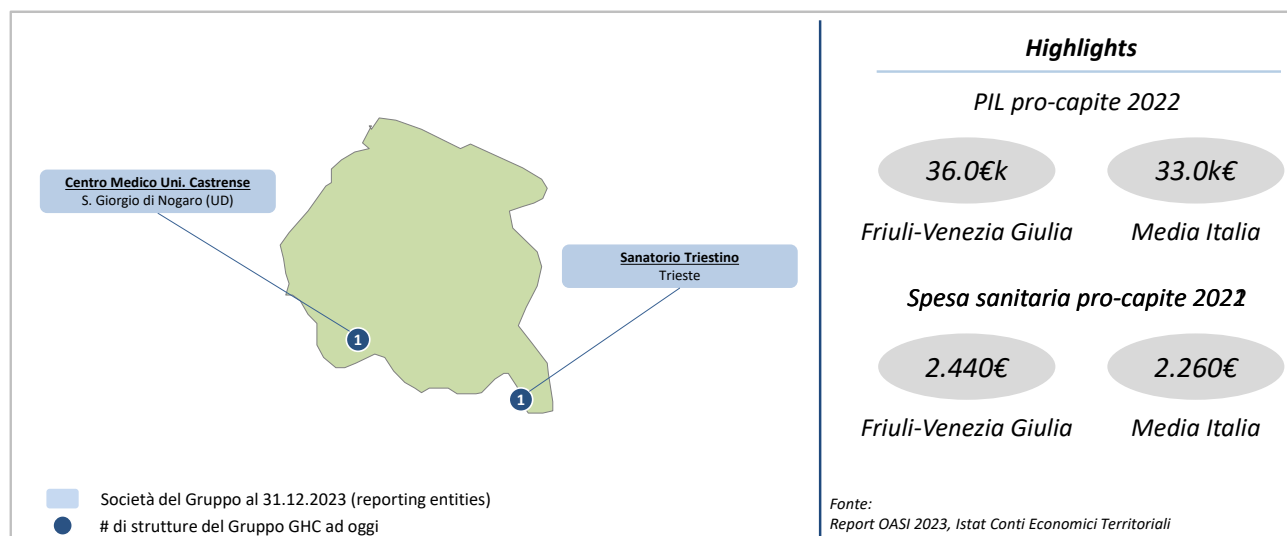 Centro Medico Uni. Castrense
S. Giorgio di Nogaro (UD)
Sanatorio Triestino
Trieste
1
1
Società del Gruppo al 31.12.2023 (reporting entities)
# di strutture del Gruppo GHC ad oggi
Highlights
PIL pro-capite 2022
36.0€k 33.0k€
Friuli-Venezia Giulia Media Italia
Spesa sanitaria pro-capite
2.440€ 2.260€
Friuli-Venezia Giulia Media Italia
Fonte:
Report OASI 2023, Istat Conti Economici Territoriali